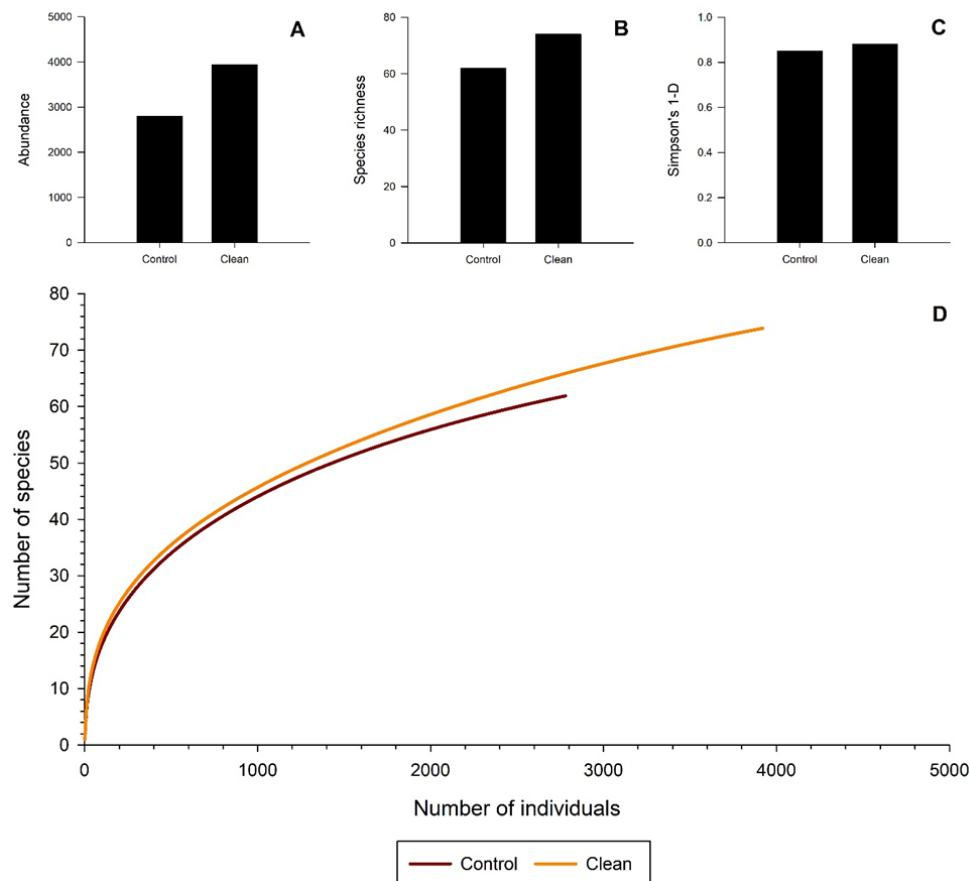 A
5000
4000
3000
2000
1000
0
Abundance
Control
Clean
B
80
60
40
20
0
Species richness
Control
Clean
C
1.0
0.8
0.6
0.4
0.2
0.0
Simpson's 1-D
Control
Clean
D
80
70
60
50
40
30
20
10
0
Number of species
0
1000
2000
3000
4000
5000
Number of individuals
Control
Clean